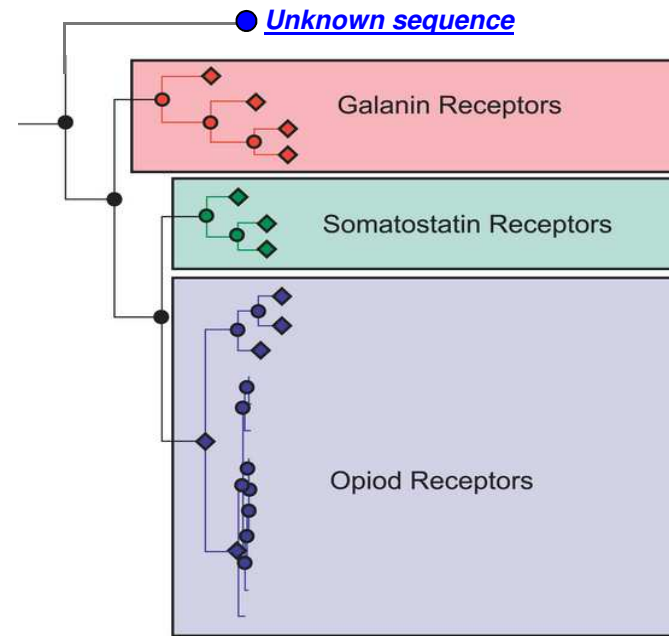 Unknown sequence
Galanin Receptors
Somatostatin Receptors
Opiod Receptors